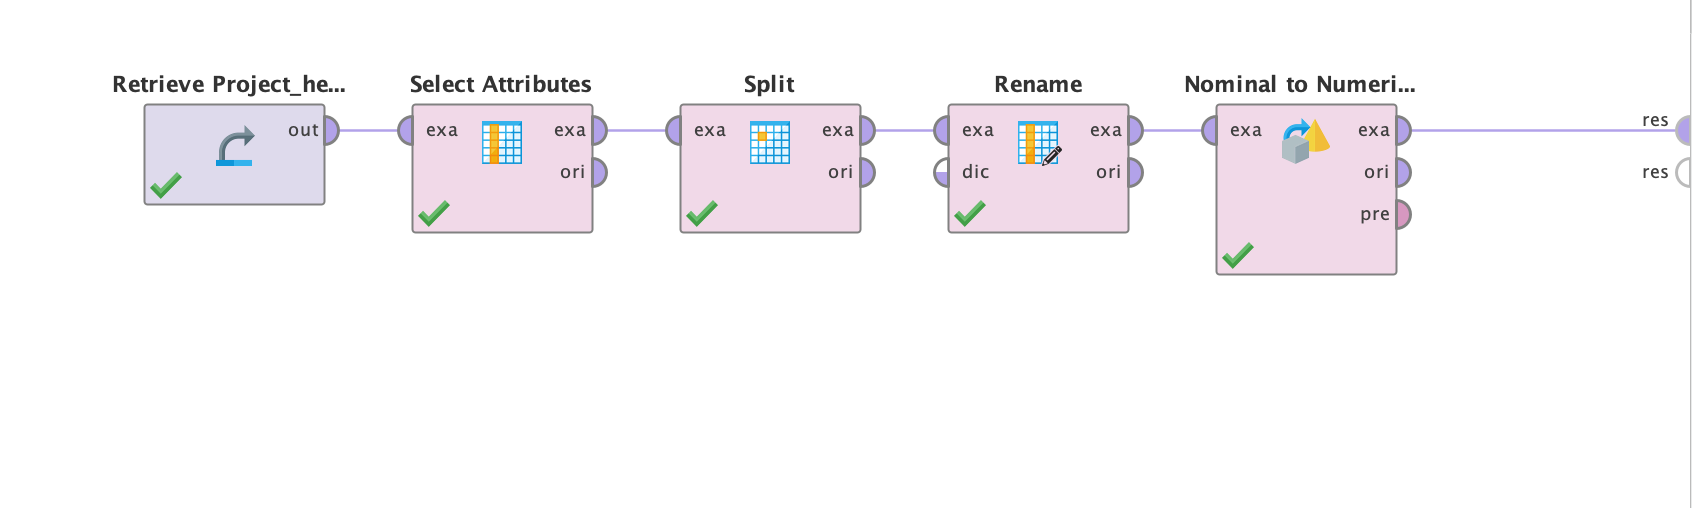 Retrieve Project_he...
out
Select Attributes
exa exa
ori
Split
exa exa
ori
Rename
exa exa
dic ori
Nominal to Numeri...
exa exa
ori
pre
res
res